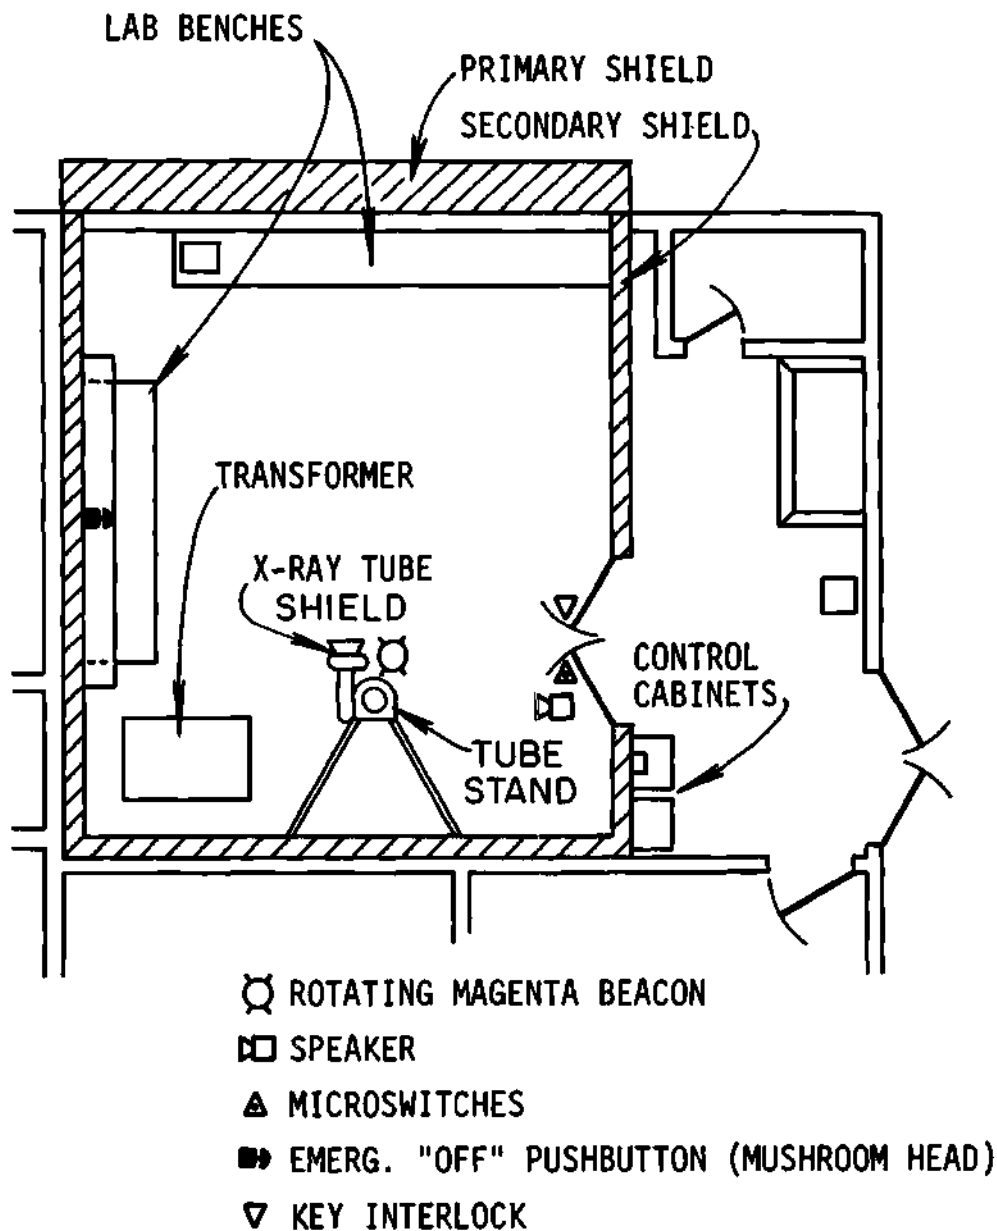 LAB BENCHES
PRIMARY SHIELD
SECONDARY SHIELD
TRANSFORMER
X-RAY TUBE
SHIELD
CONTROL
CABINETS
TUBE
STAND
ROTATING MAGENTA BEACON
SPEAKER
MICROSWITCHES
EMERG. "OFF" PUSHBUTTON (MUSHROOM HEAD)
KEY INTERLOCK